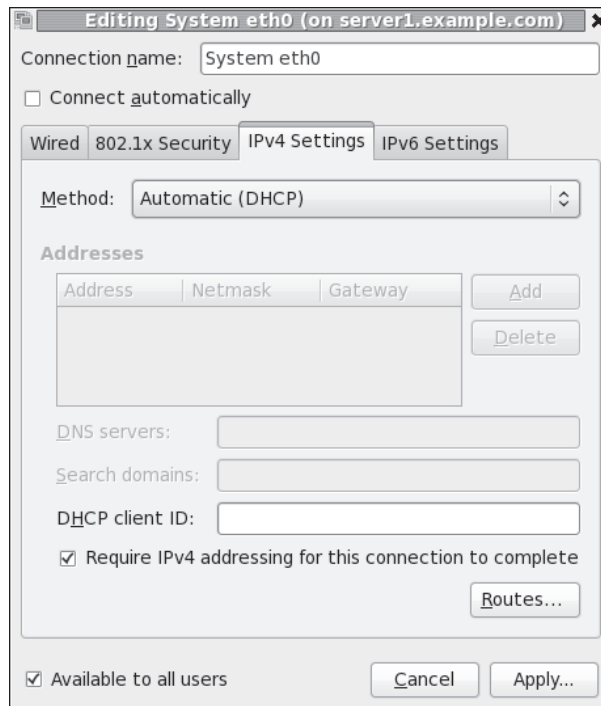 Editing System eth0 (on server1.example.com)
Connection name: System eth0
Connect automatically
Wired 802.1x Security IPv4 Settings IPv6 Settings
Method: Automatic (DHCP)
Addresses
Address Netmask Gateway Add
Delete
DNS servers:
Search domains:
DHCP client ID:
Require IPv4 addressing for this connection to complete
Routes...
Available to all users Cancel Apply...